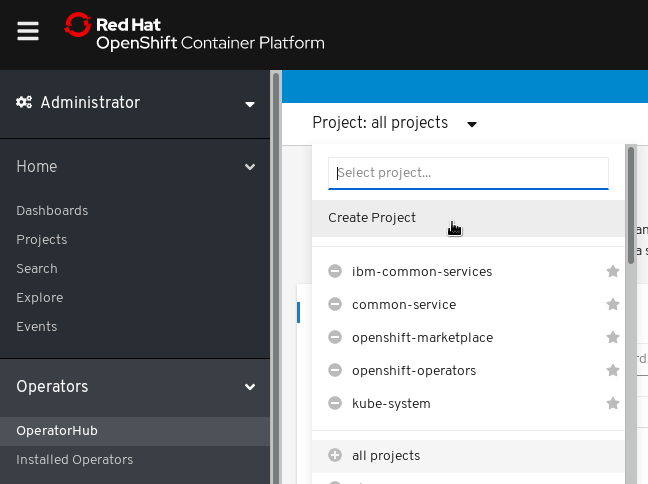 Red Hat
OpenShift Container Platform
Administrator
Project: all projects
Home
Select project...
Dashboards
Create Project
Projects
Search
Explore
Events
ibm-common-services
common-service
openshift-marketplace
openshift-operators
kube-system
Operators
OperatorHub
Installed Operators
all projects